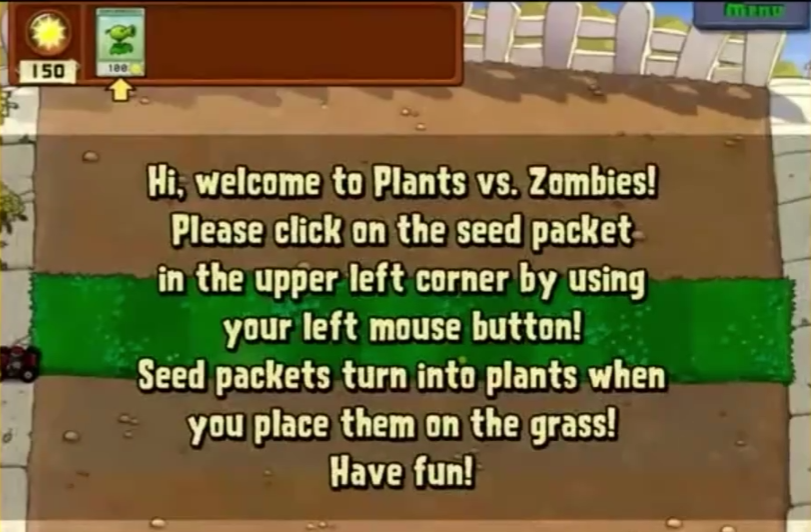 Menu
150
100
Hi, welcome to Plants vs. Zombies!
Please click on the seed packet
in the upper left corner by using
your left mouse button!
Seed packets turn into plants when
you place them on the grass!
Have fun!